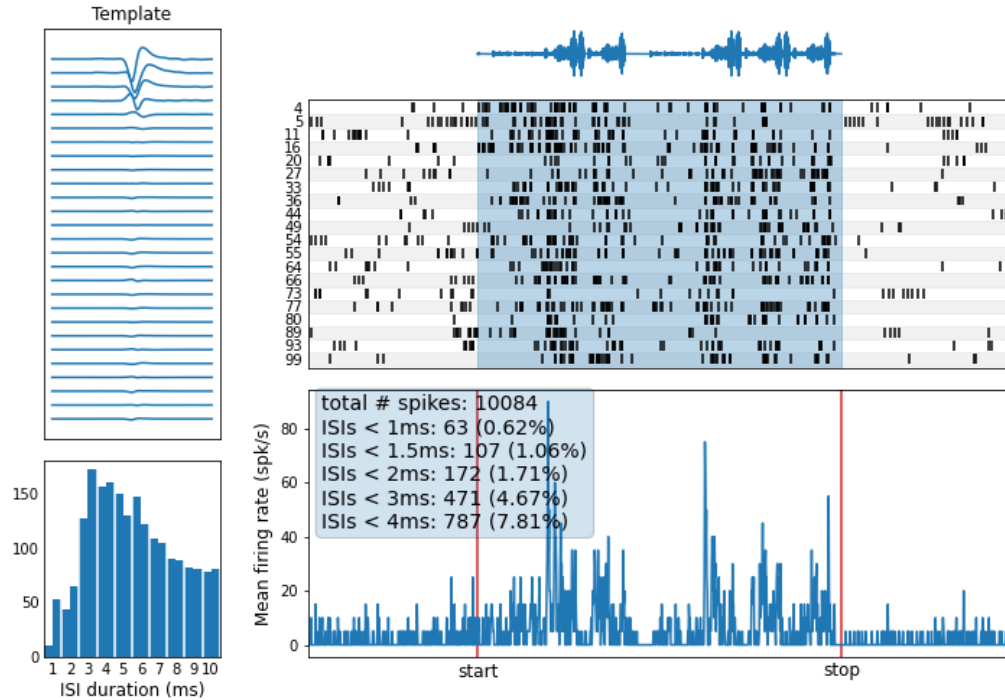 Template
4
5
11
16
20
27
33
36
44
49
54
55
64
66
73
77
80
89
93
99
150
100
50
0
1 2 3 4 5 6 7 8 9 10
ISI duration (ms)
Mean firing rate (spk/s)
80
60
40
20
0
total # spikes: 10084
ISIs < 1ms: 63 (0.62%)
ISIs < 1.5ms: 107 (1.06%)
ISIs < 2ms: 172 (1.71%)
ISIs < 3ms: 471 (4.67%)
ISIs < 4ms: 787 (7.81%)
start stop